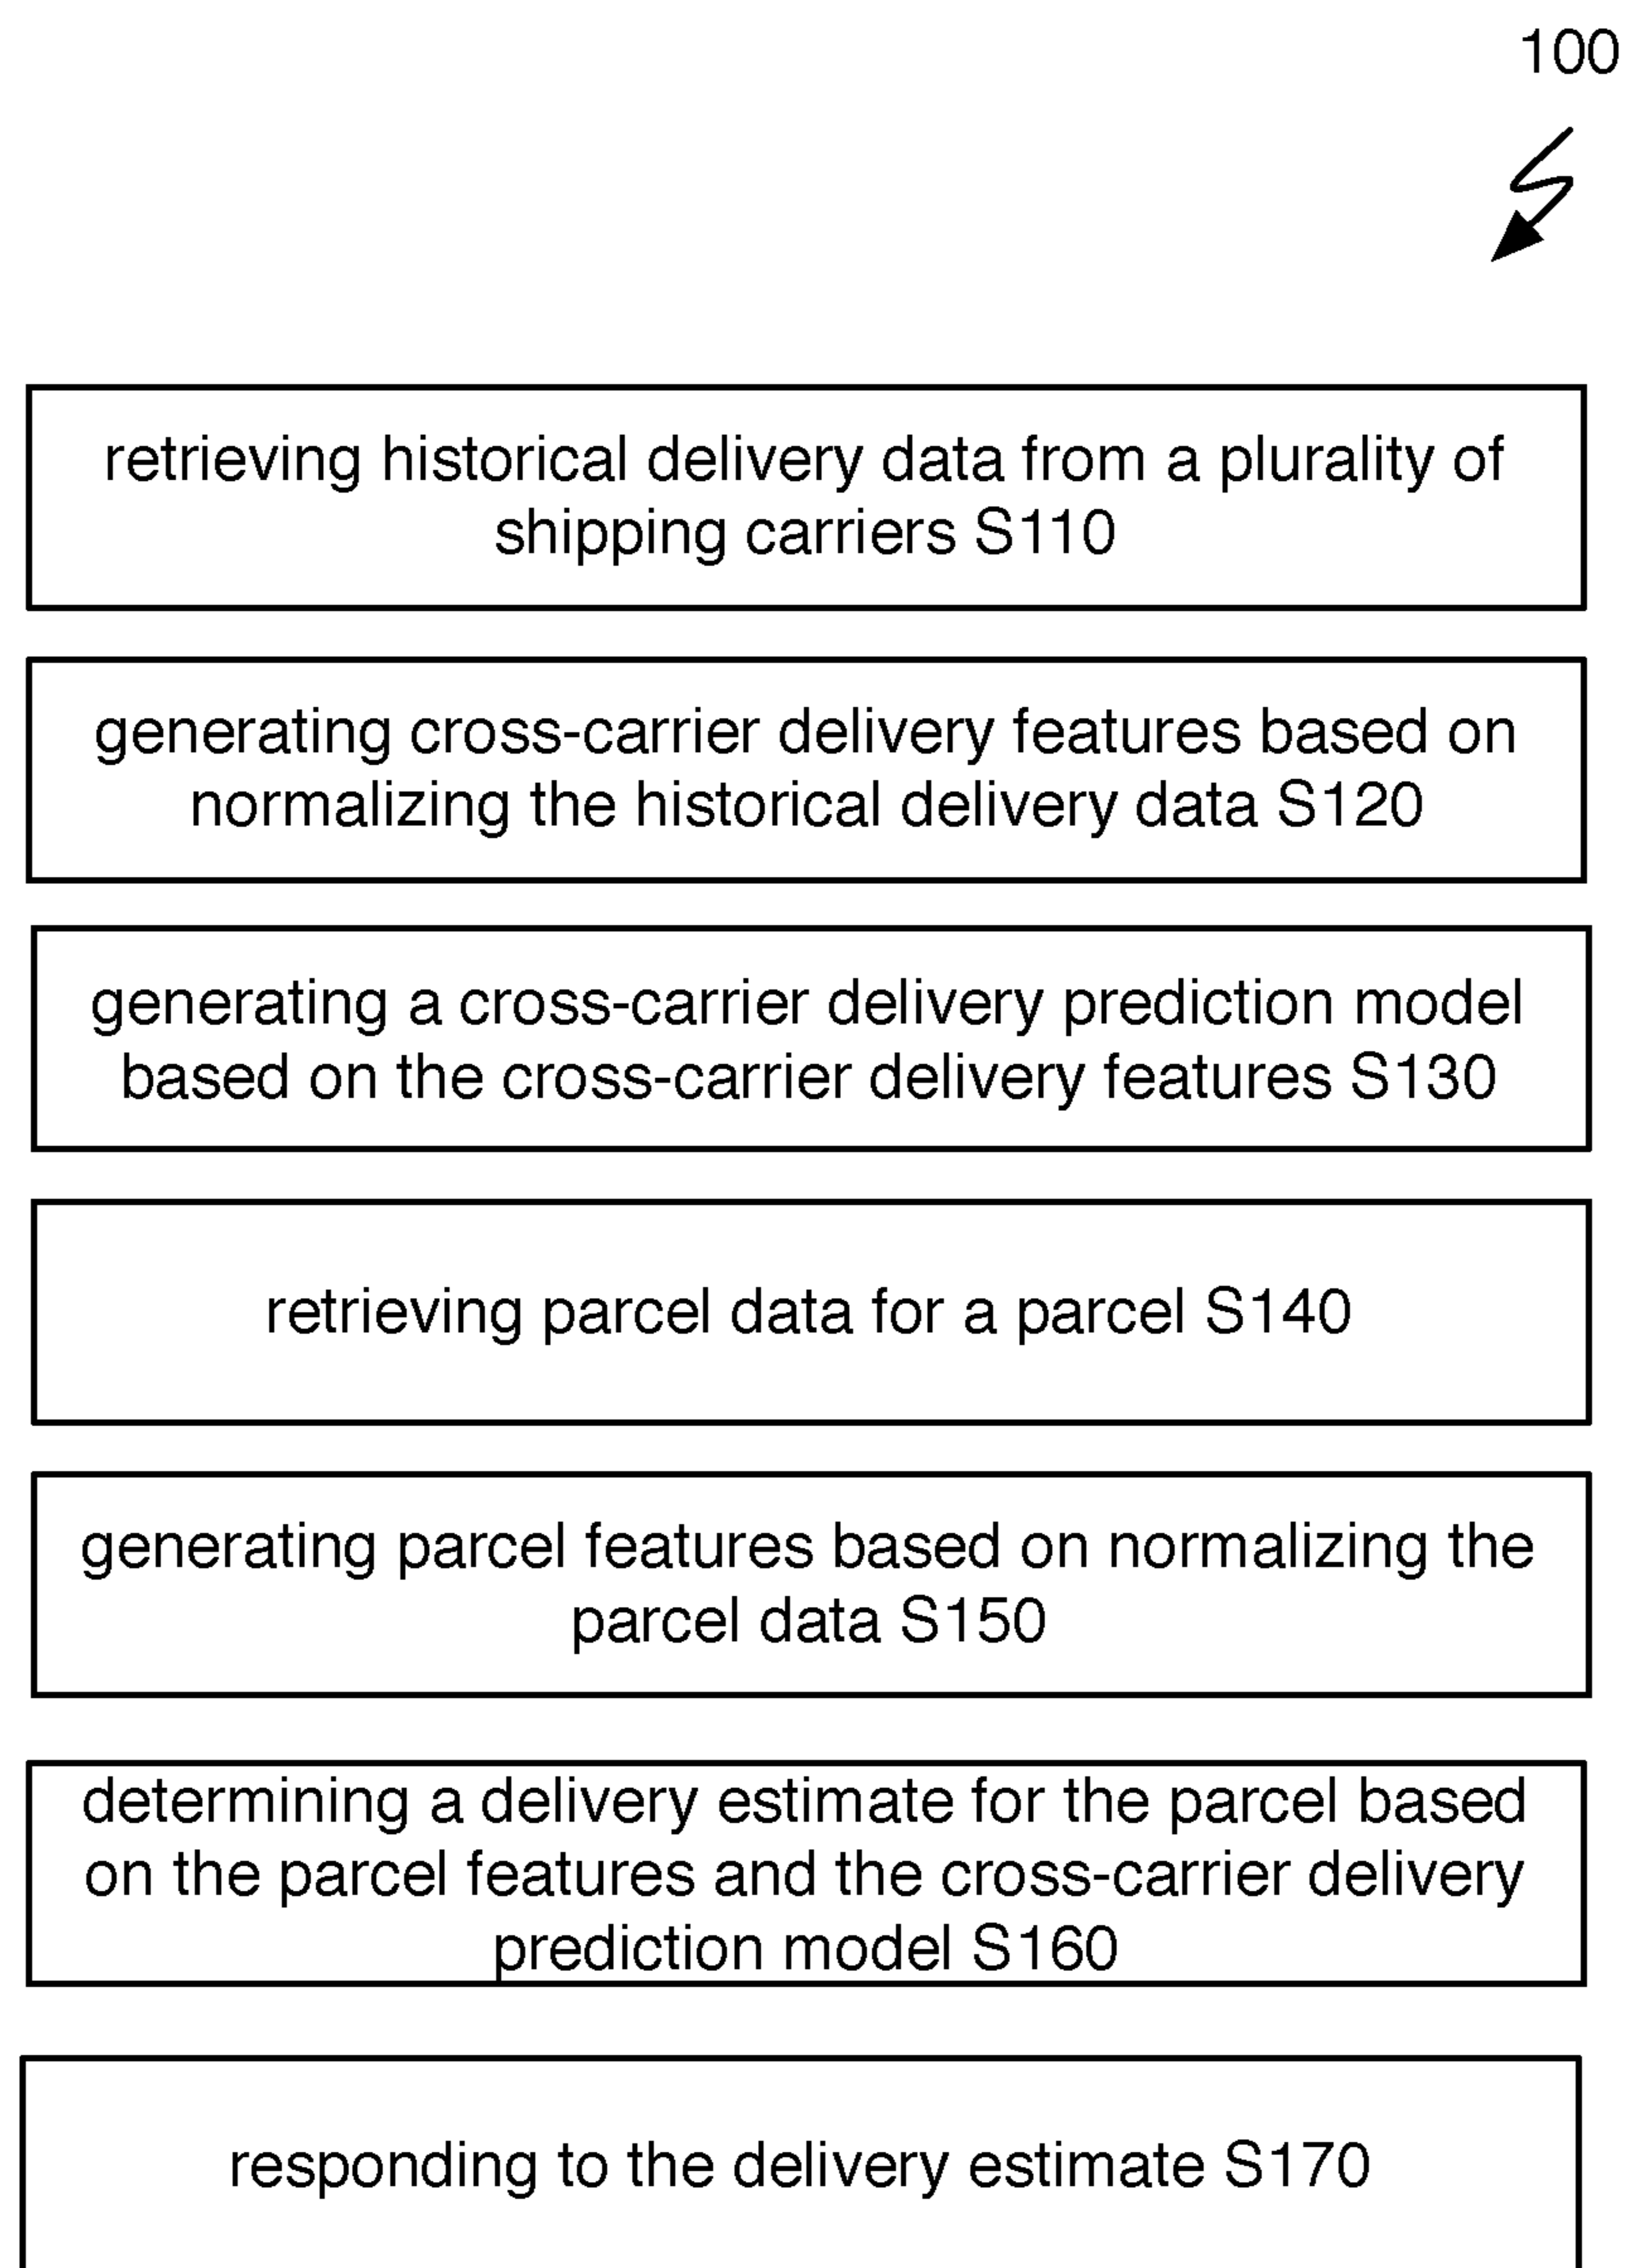 100
retrieving historical delivery data from a plurality of
shipping carriers S110
generating cross-carrier delivery features based on
normalizing the historical delivery data S120
generating a cross-carrier delivery prediction model
based on the cross-carrier delivery features S130
retrieving parcel data for a parcel S140
generating parcel features based on normalizing the
parcel data S150
determining a delivery estimate for the parcel based
on the parcel features and the cross-carrier delivery
prediction model S160
responding to the delivery estimate S170